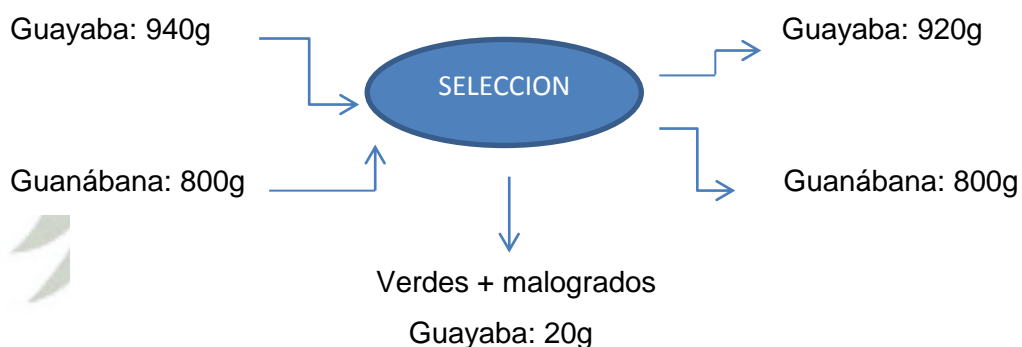 Guayaba: 940g
Guayaba: 920g
SELECCION
Guanábana: 800g
Guanábana: 800g
Verdes + malogrados
Guayaba: 20g